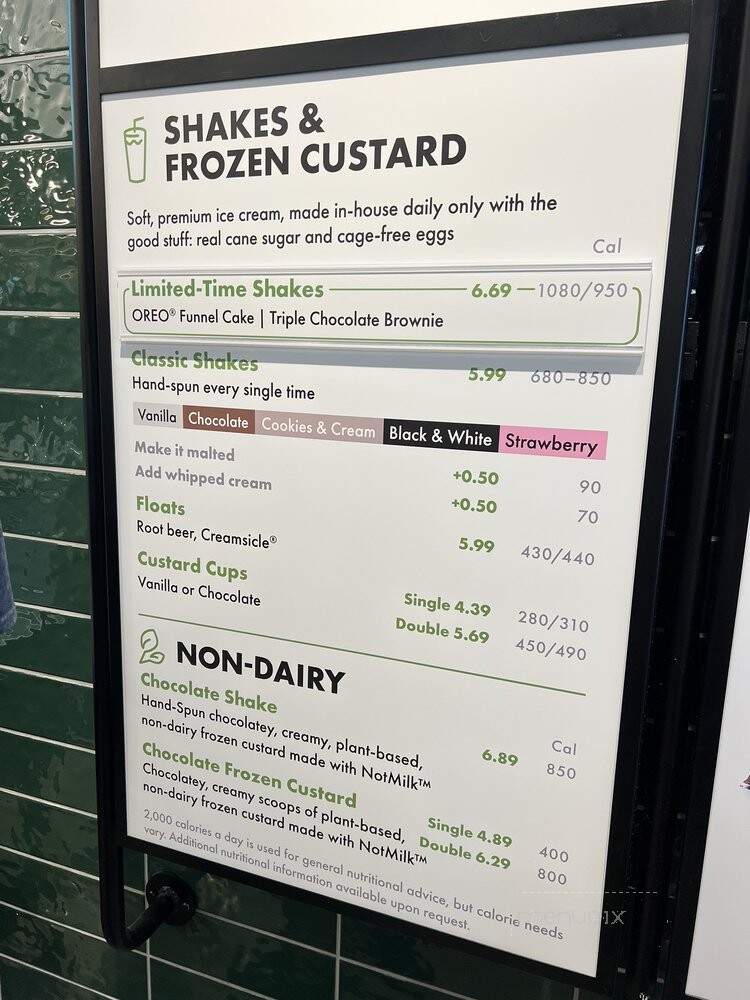 SHAKES &
FROZEN CUSTARD
Soft, premium ice cream, made in-house daily only with the
good stuff: real cane sugar and cage-free eggs
Cal
Limited-Time Shakes 6.69 1080/950
OREO® Funnel Cake | Triple Chocolate Brownie
Classic Shakes 5.99 680–850
Hand-spun every single time
Vanilla Chocolate Cookies & Cream Black & White Strawberry
Make it malted +0.50 90
Add whipped cream +0.50 70
Floats 5.99 430/440
Root beer, Creamsicle®
Custard Cups Single 4.39 280/310
Vanilla or Chocolate Double 5.69 450/490
NON-DAIRY
Cal
Chocolate Shake 6.89 850
Hand-Spun chocolatey, creamy, plant-based,
non-dairy frozen custard made with NotMilk™
Chocolate Frozen Custard Single 4.89 400
Chocolatey, creamy scoops of plant-based, Double 6.29 800
non-dairy frozen custard made with NotMilk™
2,000 calories a day is used for general nutritional advice, but calorie needs
vary. Additional nutritional information available upon request.